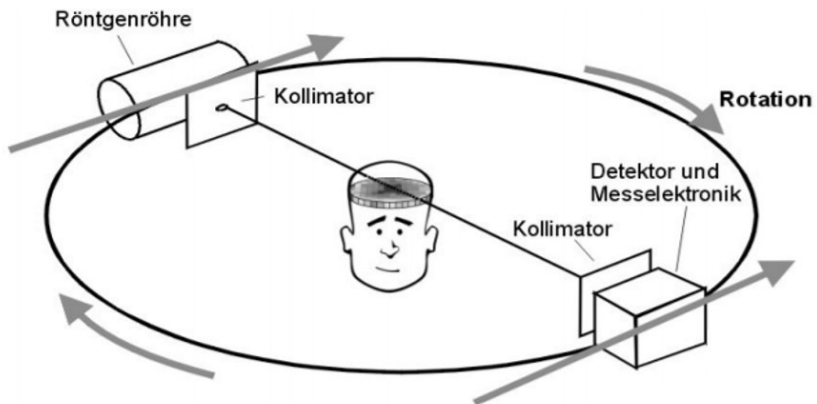 Röntgenröhre
Kollimator
Rotation
Detektor und
Messelektronik
Kollimator